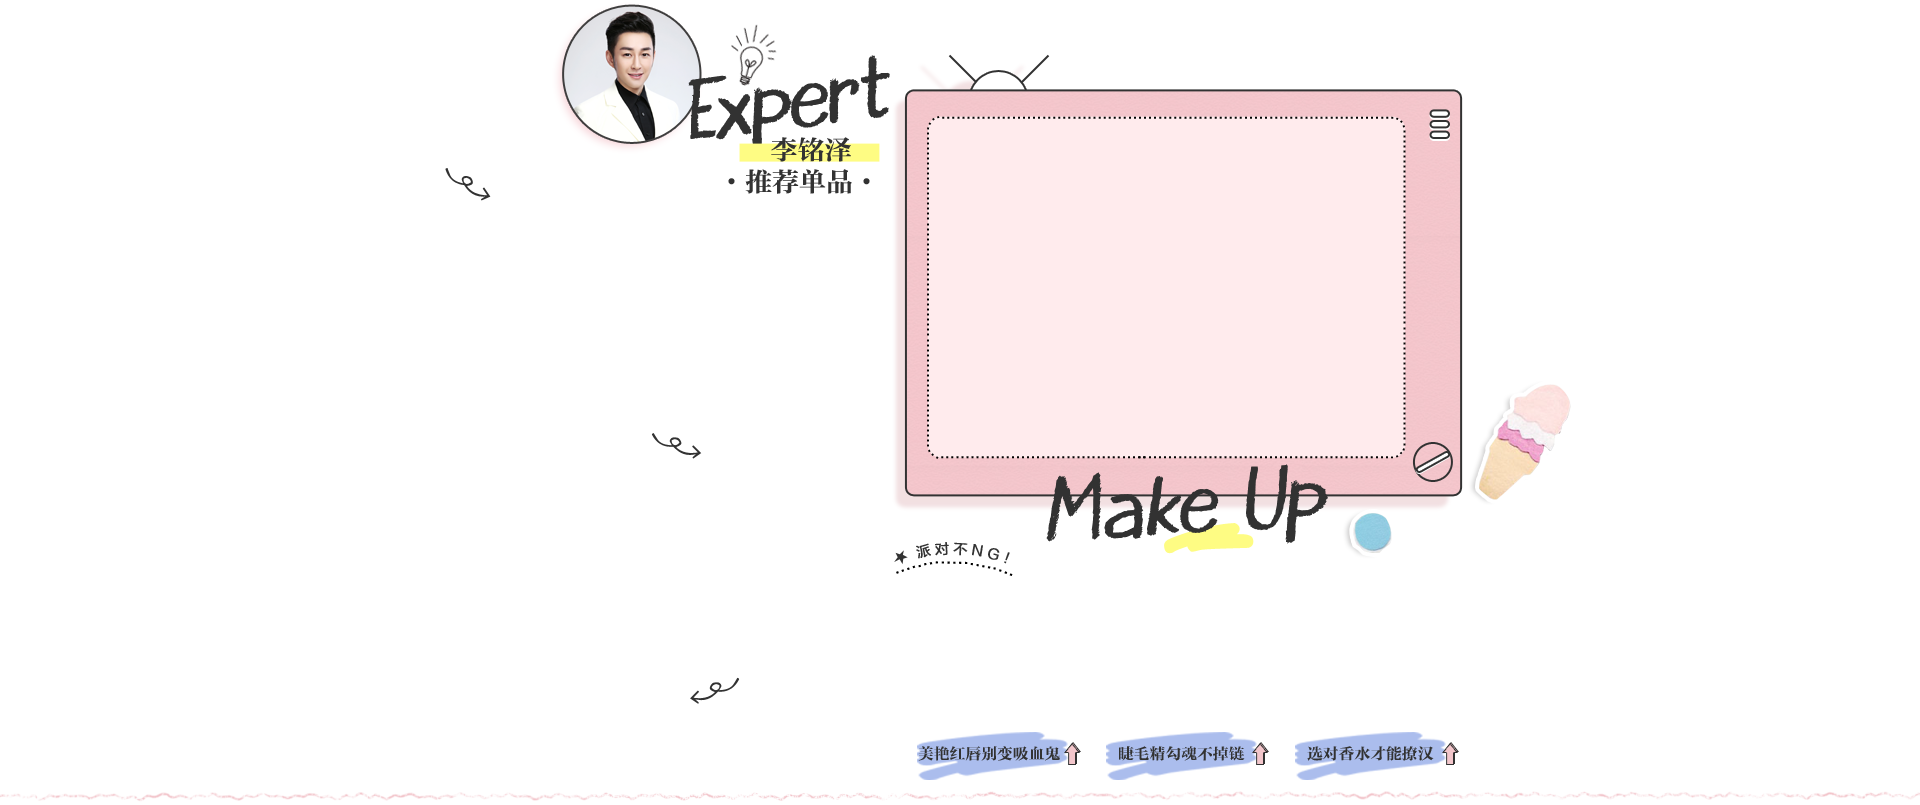 Expert
李铭泽
·推荐单品·
Make Up
★ 派对不NG!
美艳红唇别变吸血鬼
睫毛精勾魂不掉链
选对香水才能撩汉